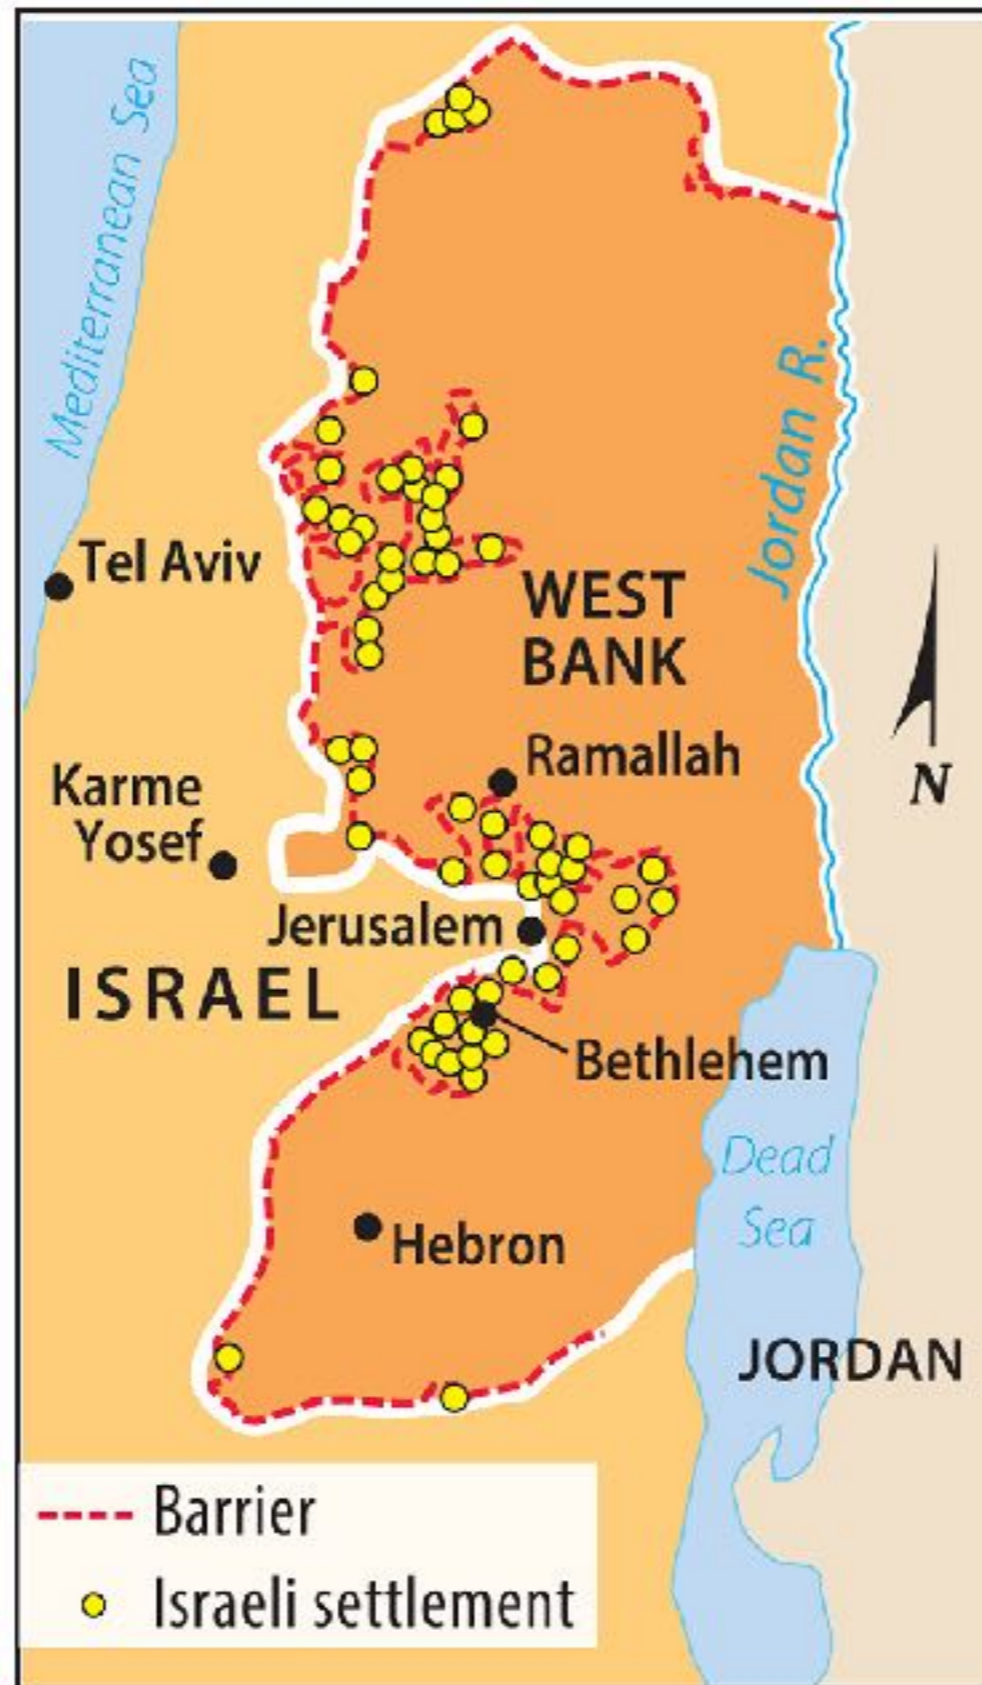 Mediterranean Sea
Jordan R.
Tel Aviv
WEST
BANK
Ramallah
Karme
Yosef
N
Jerusalem
ISRAEL
Bethlehem
Dead
Sea
Hebron
JORDAN
Barrier
Israeli settlement